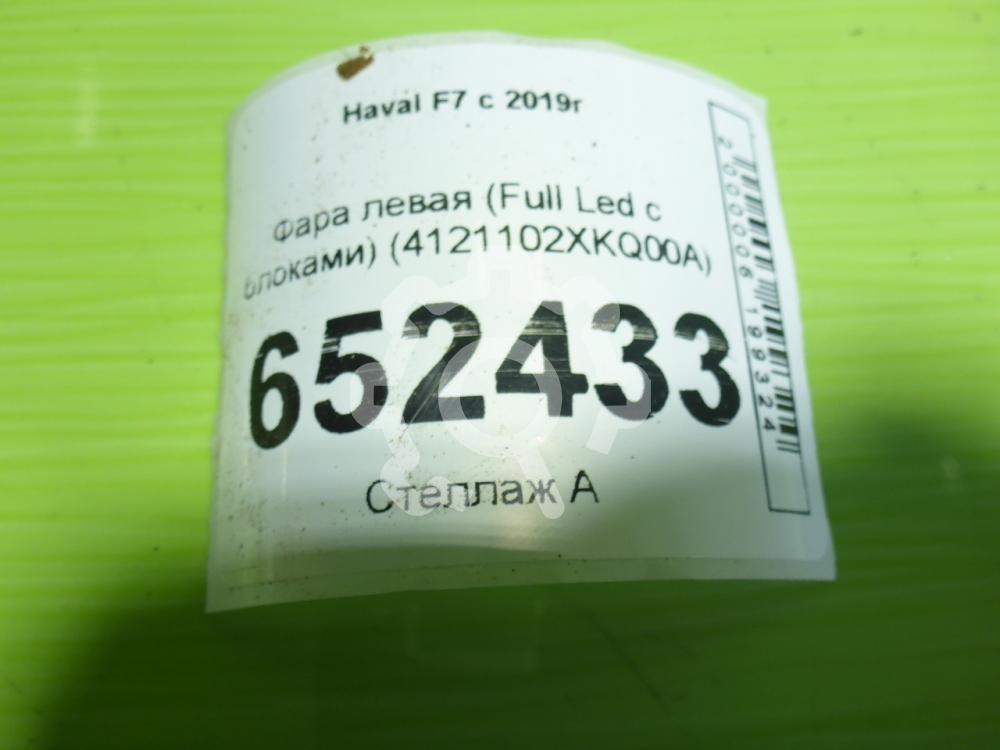 Haval F7 с 2019г
Фара левая (Full Led с
блоками) (4121102XKQ00A)
652433
Стеллаж А
2000006199324